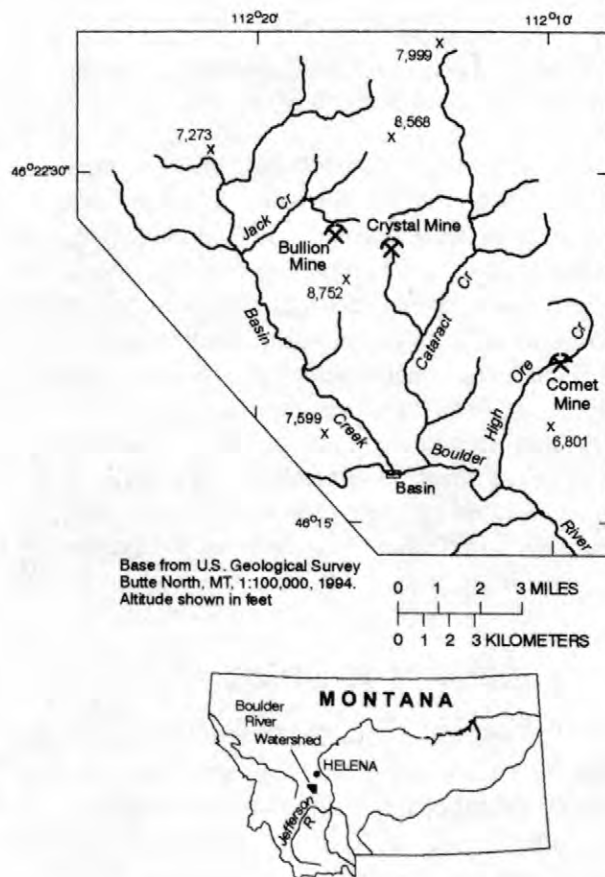 112° 20'
112° 10'
7,999
8,568
7,273
46° 22'30"
Jack Cr
Crystal Mine
Bullion
Mine
8,752
Basin
Creek
Cataract
Cr
High
Ore
Cr
Comet
Mine
7,599
6,801
Boulder
River
Basin
46° 15'
Base from U.S. Geological Survey
Butte North, MT, 1:100,000, 1994.
Altitude shown in feet
0 1 2 3 MILES
0 1 2 3 KILOMETERS
MONTANA
Boulder
River
Watershed
HELENA
Jefferson
R.